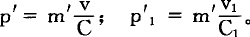 p′ = m′ v/C； p′₁ = m′ v₁/C₁。